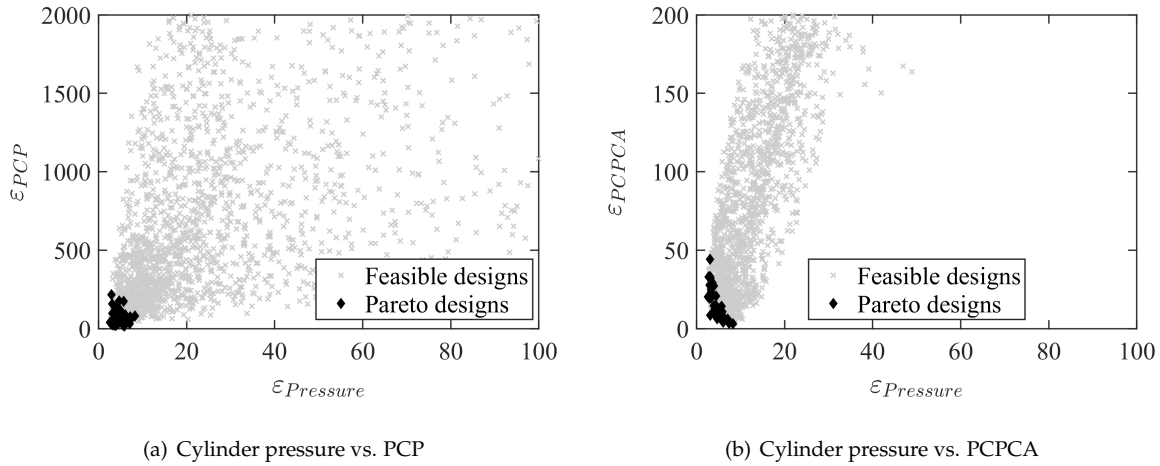 2000
1500
1000
500
0
ε_PCP
Feasible designs
Pareto designs
0 20 40 60 80 100
ε_Pressure
(a) Cylinder pressure vs. PCP
200
150
100
50
0
ε_PCPCA
Feasible designs
Pareto designs
0 20 40 60 80 100
ε_Pressure
(b) Cylinder pressure vs. PCPCA